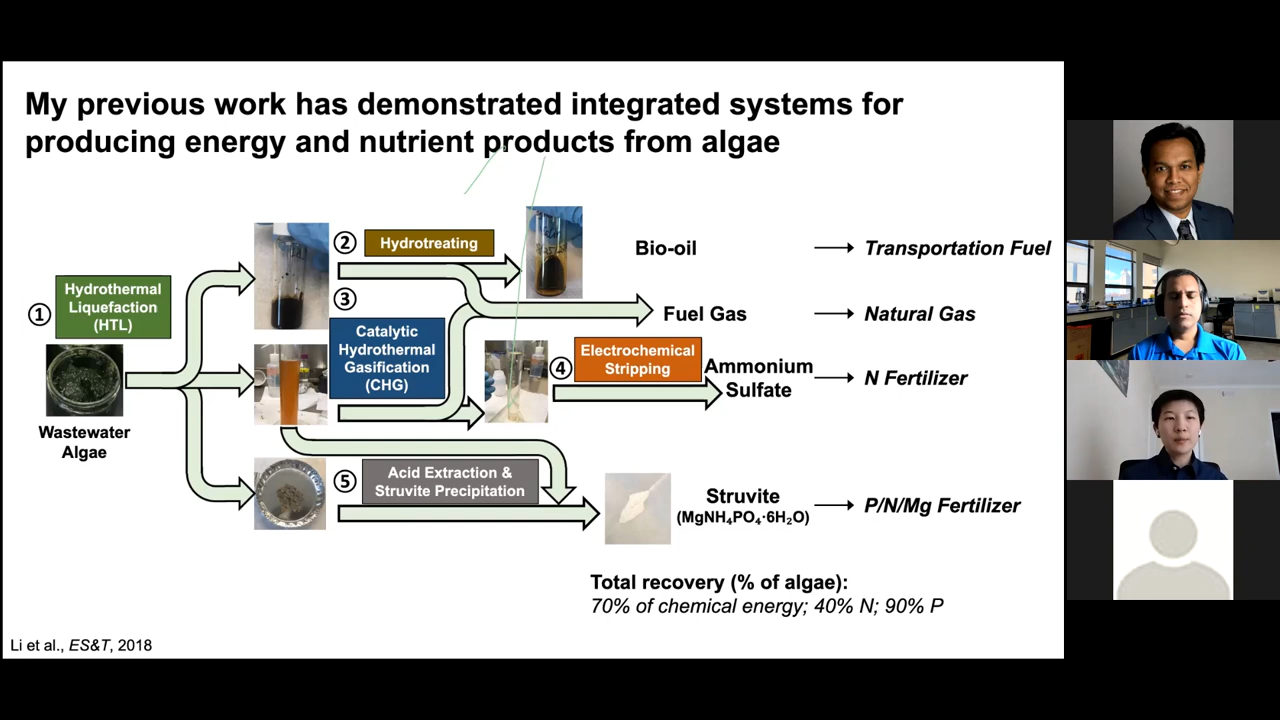 My previous work has demonstrated integrated systems for
producing energy and nutrient products from algae
① Hydrothermal
Liquefaction
(HTL)
Wastewater
Algae
② Hydrotreating
③ Catalytic
Hydrothermal
Gasification
(CHG)
④ Electrochemical
Stripping
⑤ Acid Extraction &
Struvite Precipitation
Bio-oil → Transportation Fuel
Fuel Gas → Natural Gas
Ammonium
Sulfate → N Fertilizer
Struvite → P/N/Mg Fertilizer
(MgNH₄PO₄·6H₂O)
Total recovery (% of algae):
70% of chemical energy; 40% N; 90% P
Li et al., ES&T, 2018